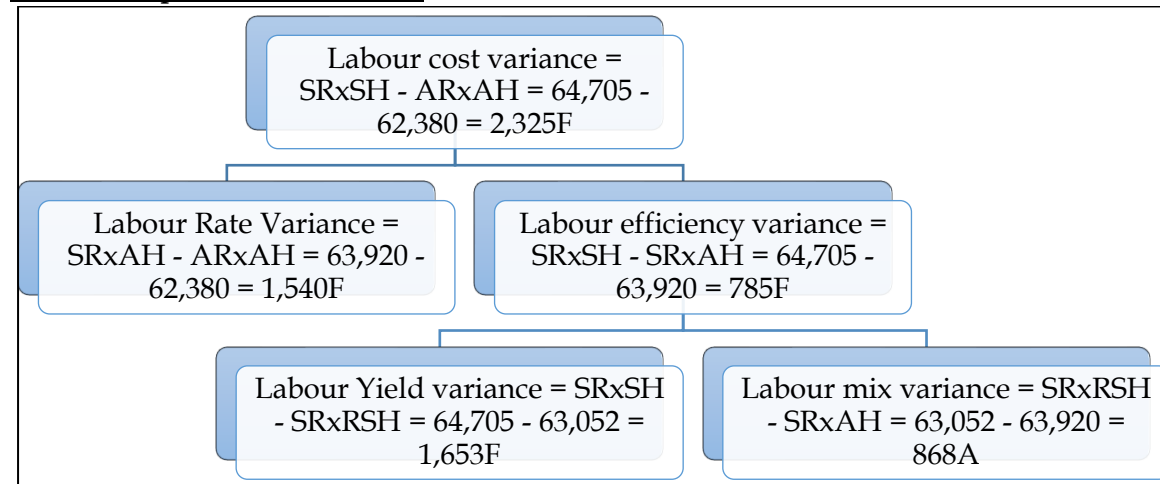 Labour cost variance =
SRxSH - ARxAH = 64,705 -
62,380 = 2,325F
Labour Rate Variance =
SRxAH - ARxAH = 63,920 -
62,380 = 1,540F
Labour efficiency variance =
SRxSH - SRxAH = 64,705 -
63,920 = 785F
Labour Yield variance = SRxSH
- SRxRSH = 64,705 - 63,052 =
1,653F
Labour mix variance = SRxRSH
- SRxAH = 63,052 - 63,920 =
868A